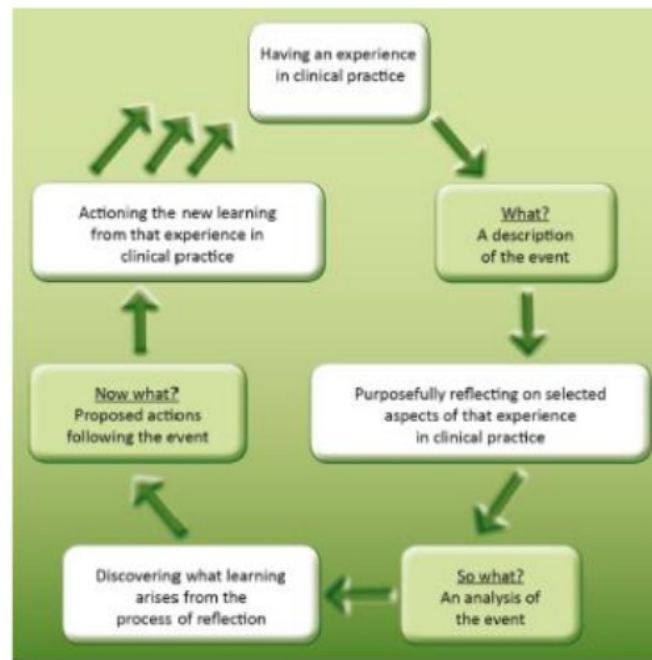 Having an experience
in clinical practice
What?
A description
of the event
Purposefully reflecting on selected
aspects of that experience
in clinical practice
So what?
An analysis of
the event
Discovering what learning
arises from the
process of reflection
Now what?
Proposed actions
following the event
Actioning the new learning
from that experience in
clinical practice